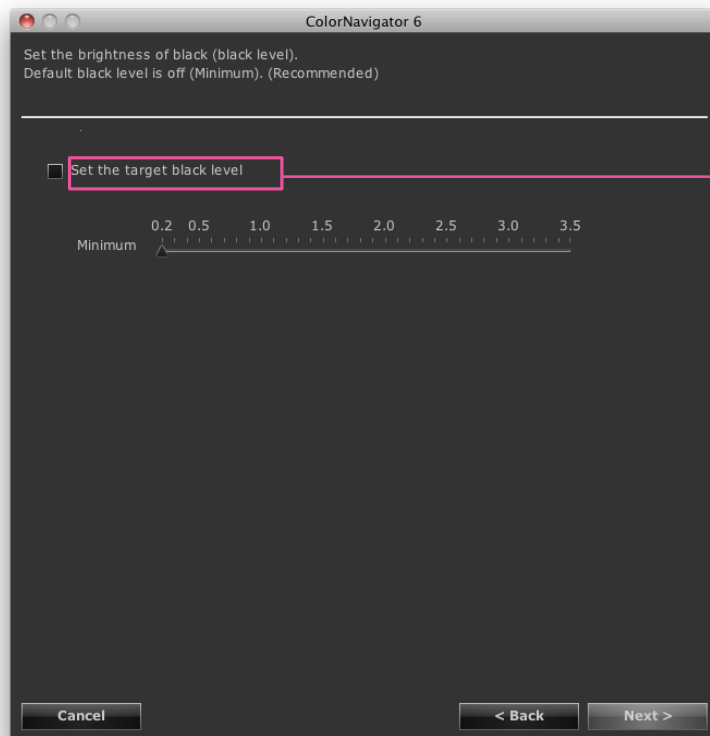 ColorNavigator 6
Set the brightness of black (black level).
Default black level is off (Minimum). (Recommended)
Set the target black level
0.2 0.5 1.0 1.5 2.0 2.5 3.0 3.5
Minimum
Cancel < Back Next >